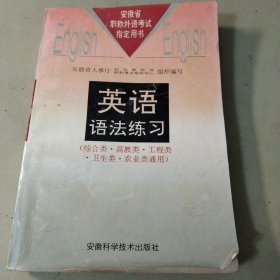 安徽省
职称外语考试
指定用书
English
English
安徽省人事厅 组织编写
英语
语法练习
(综合类·高教类·工程类
·卫生类·农业类通用)
安徽科学技术出版社